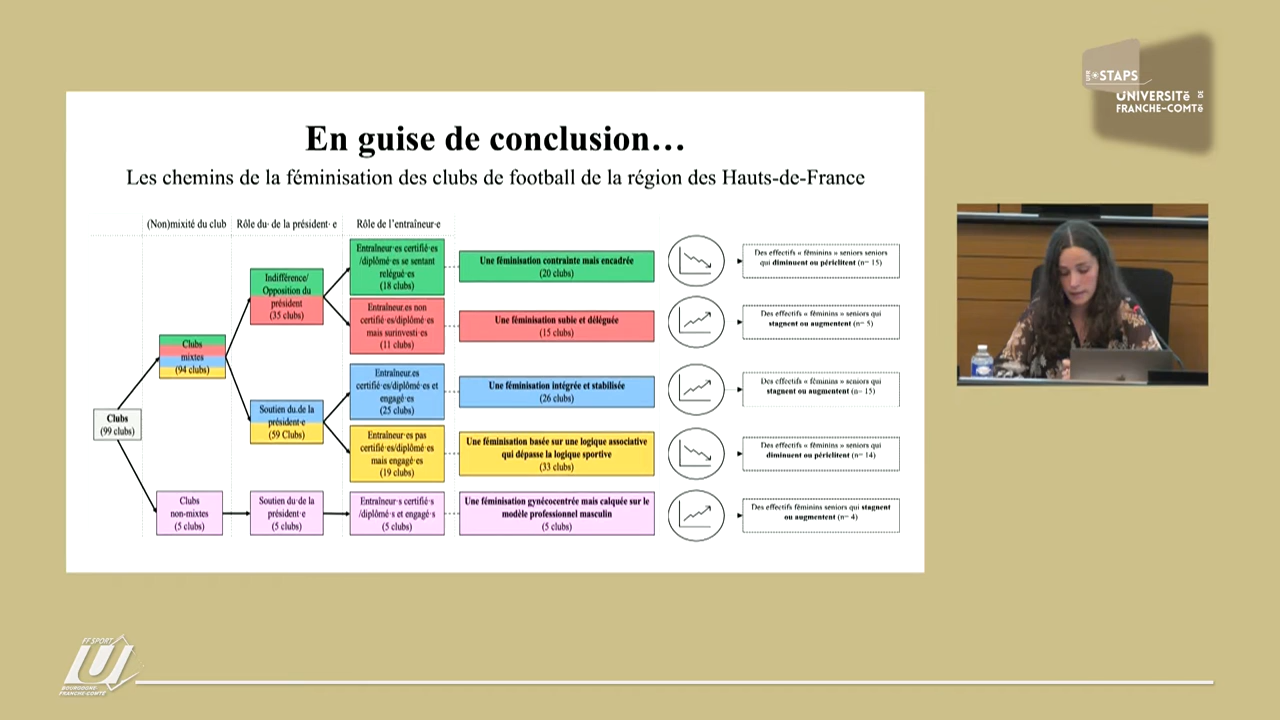 UFR STAPS
UNIVERSITÉ DE
FRANCHE-COMTÉ
En guise de conclusion…
Les chemins de la féminisation des clubs de football de la région des Hauts-de-France
(Non)mixité du club
Rôle du· de la président· e
Rôle de l'entraîneur·e
Clubs
(99 clubs)
Clubs
mixtes
(94 clubs)
Clubs
non-mixtes
(5 clubs)
Indifférence/
Opposition du
président
(35 clubs)
Soutien du.de la
président·e
(59 Clubs)
Soutien du·de la
président·e
(5 clubs)
Entraîneur·es certifié·es
/diplômé·es se sentant
relégué·es
(18 clubs)
Entraîneur.es non
certifié·es/diplômé·es
mais surinvesti·es
(11 clubs)
Entraîneur.es
certifié·es/diplômé·es et
engagé·es
(25 clubs)
Entraîneur·es pas
certifié·es/diplômé·es
mais engagé·es
(19 clubs)
Entraîneur·s certifié·s
/diplômé·s et engagé·s
(5 clubs)
Une féminisation contrainte mais encadrée
(20 clubs)
Une féminisation subie et déléguée
(15 clubs)
Une féminisation intégrée et stabilisée
(26 clubs)
Une féminisation basée sur une logique associative
qui dépasse la logique sportive
(33 clubs)
Une féminisation gynécocentrée mais calquée sur le
modèle professionnel masculin
(5 clubs)
Des effectifs « féminins » seniors seniors
qui diminuent ou périclitent (n= 15)
Des effectifs « féminins » seniors qui
stagnent ou augmentent (n= 5)
Des effectifs « féminins » seniors qui
stagnent ou augmentent (n= 15)
Des effectifs « féminins » seniors qui
diminuent ou périclitent (n= 14)
Des effectifs féminins seniors qui stagnent
ou augmentent (n= 4)
FF SPORT
U
BOURGOGNE-
FRANCHE-COMTÉ